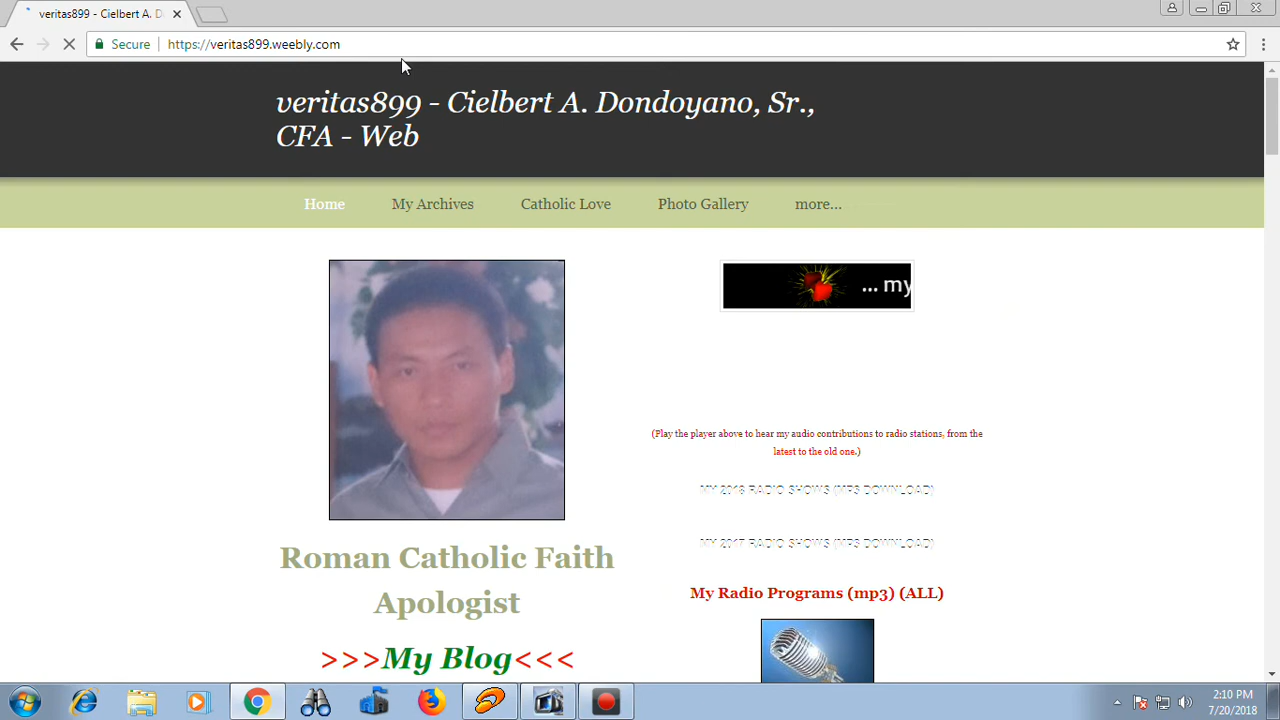 veritas899 - Cielbert A. D
Secure
https://veritas899.weebly.com
veritas899 - Cielbert A. Dondoyano, Sr.,
CFA - Web
Home
My Archives
Catholic Love
Photo Gallery
more...
... my
(Play the player above to hear my audio contributions to radio stations, from the
latest to the old one.)
MY 2018 RADIO SHOWS (MP3 DOWNLOAD)
MY 2017 RADIO SHOWS (MP3 DOWNLOAD)
My Radio Programs (mp3) (ALL)
Roman Catholic Faith
Apologist
>>>My Blog<<<
2:10 PM
7/20/2018